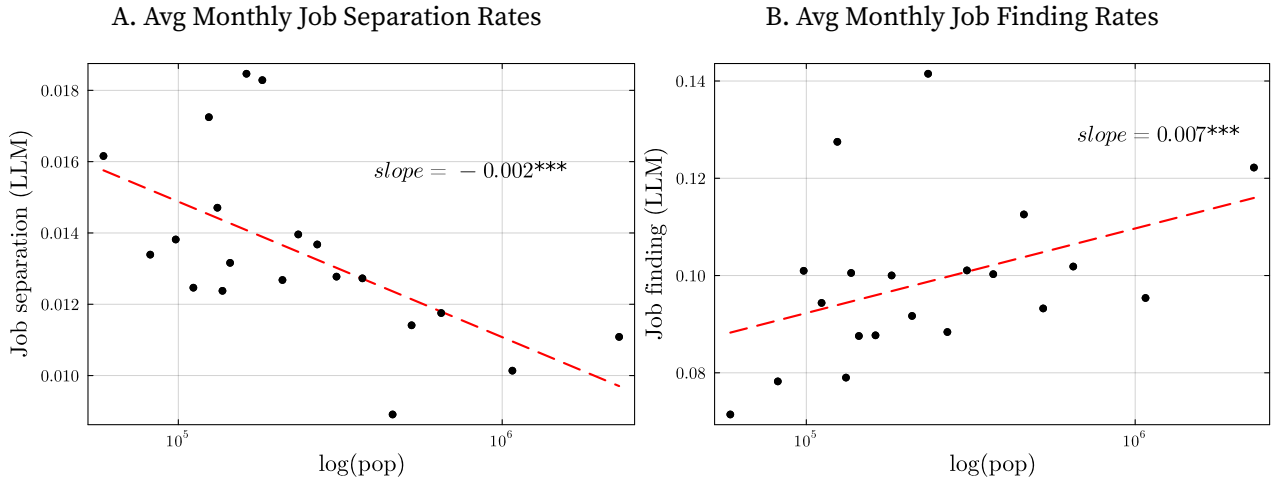 A. Avg Monthly Job Separation Rates
0.018
0.016
0.014
0.012
0.010
Job separation (LLM)
slope = − 0.002***
10⁵
10⁶
log(pop)
B. Avg Monthly Job Finding Rates
0.14
0.12
0.10
0.08
Job finding (LLM)
slope = 0.007***
10⁵
10⁶
log(pop)